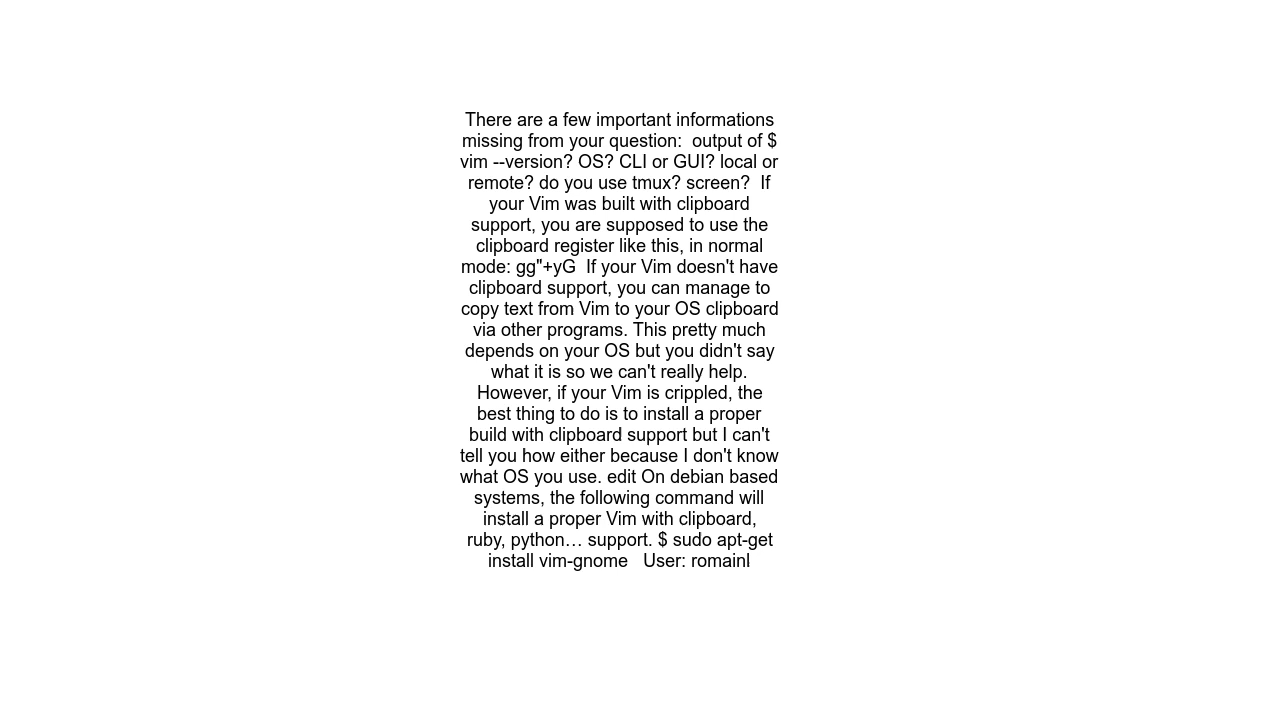 There are a few important informations
missing from your question:  output of $
vim --version? OS? CLI or GUI? local or
remote? do you use tmux? screen?  If
your Vim was built with clipboard
support, you are supposed to use the
clipboard register like this, in normal
mode: gg"+yG  If your Vim doesn't have
clipboard support, you can manage to
copy text from Vim to your OS clipboard
via other programs. This pretty much
depends on your OS but you didn't say
what it is so we can't really help.
However, if your Vim is crippled, the
best thing to do is to install a proper
build with clipboard support but I can't
tell you how either because I don't know
what OS you use. edit On debian based
systems, the following command will
install a proper Vim with clipboard,
ruby, python… support. $ sudo apt-get
install vim-gnome   User: romainl